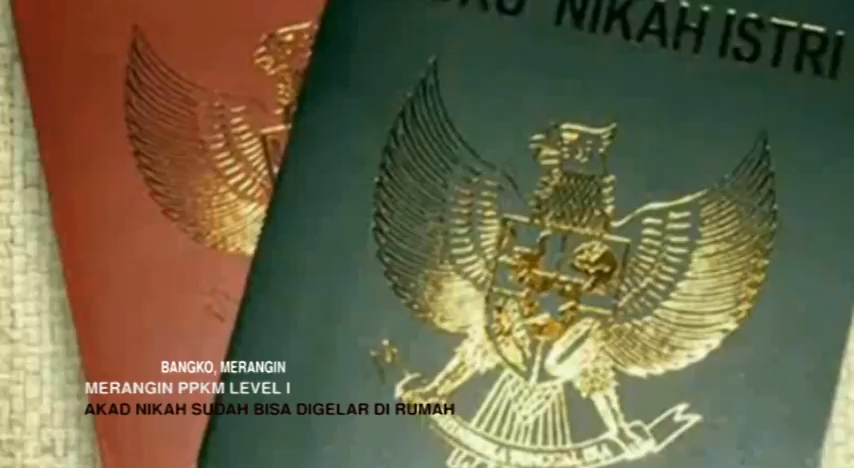 NIKAH ISTRI
BANGKO, MERANGIN
MERANGIN PPKM LEVEL I
AKAD NIKAH SUDAH BISA DIGELAR DI RUMAH